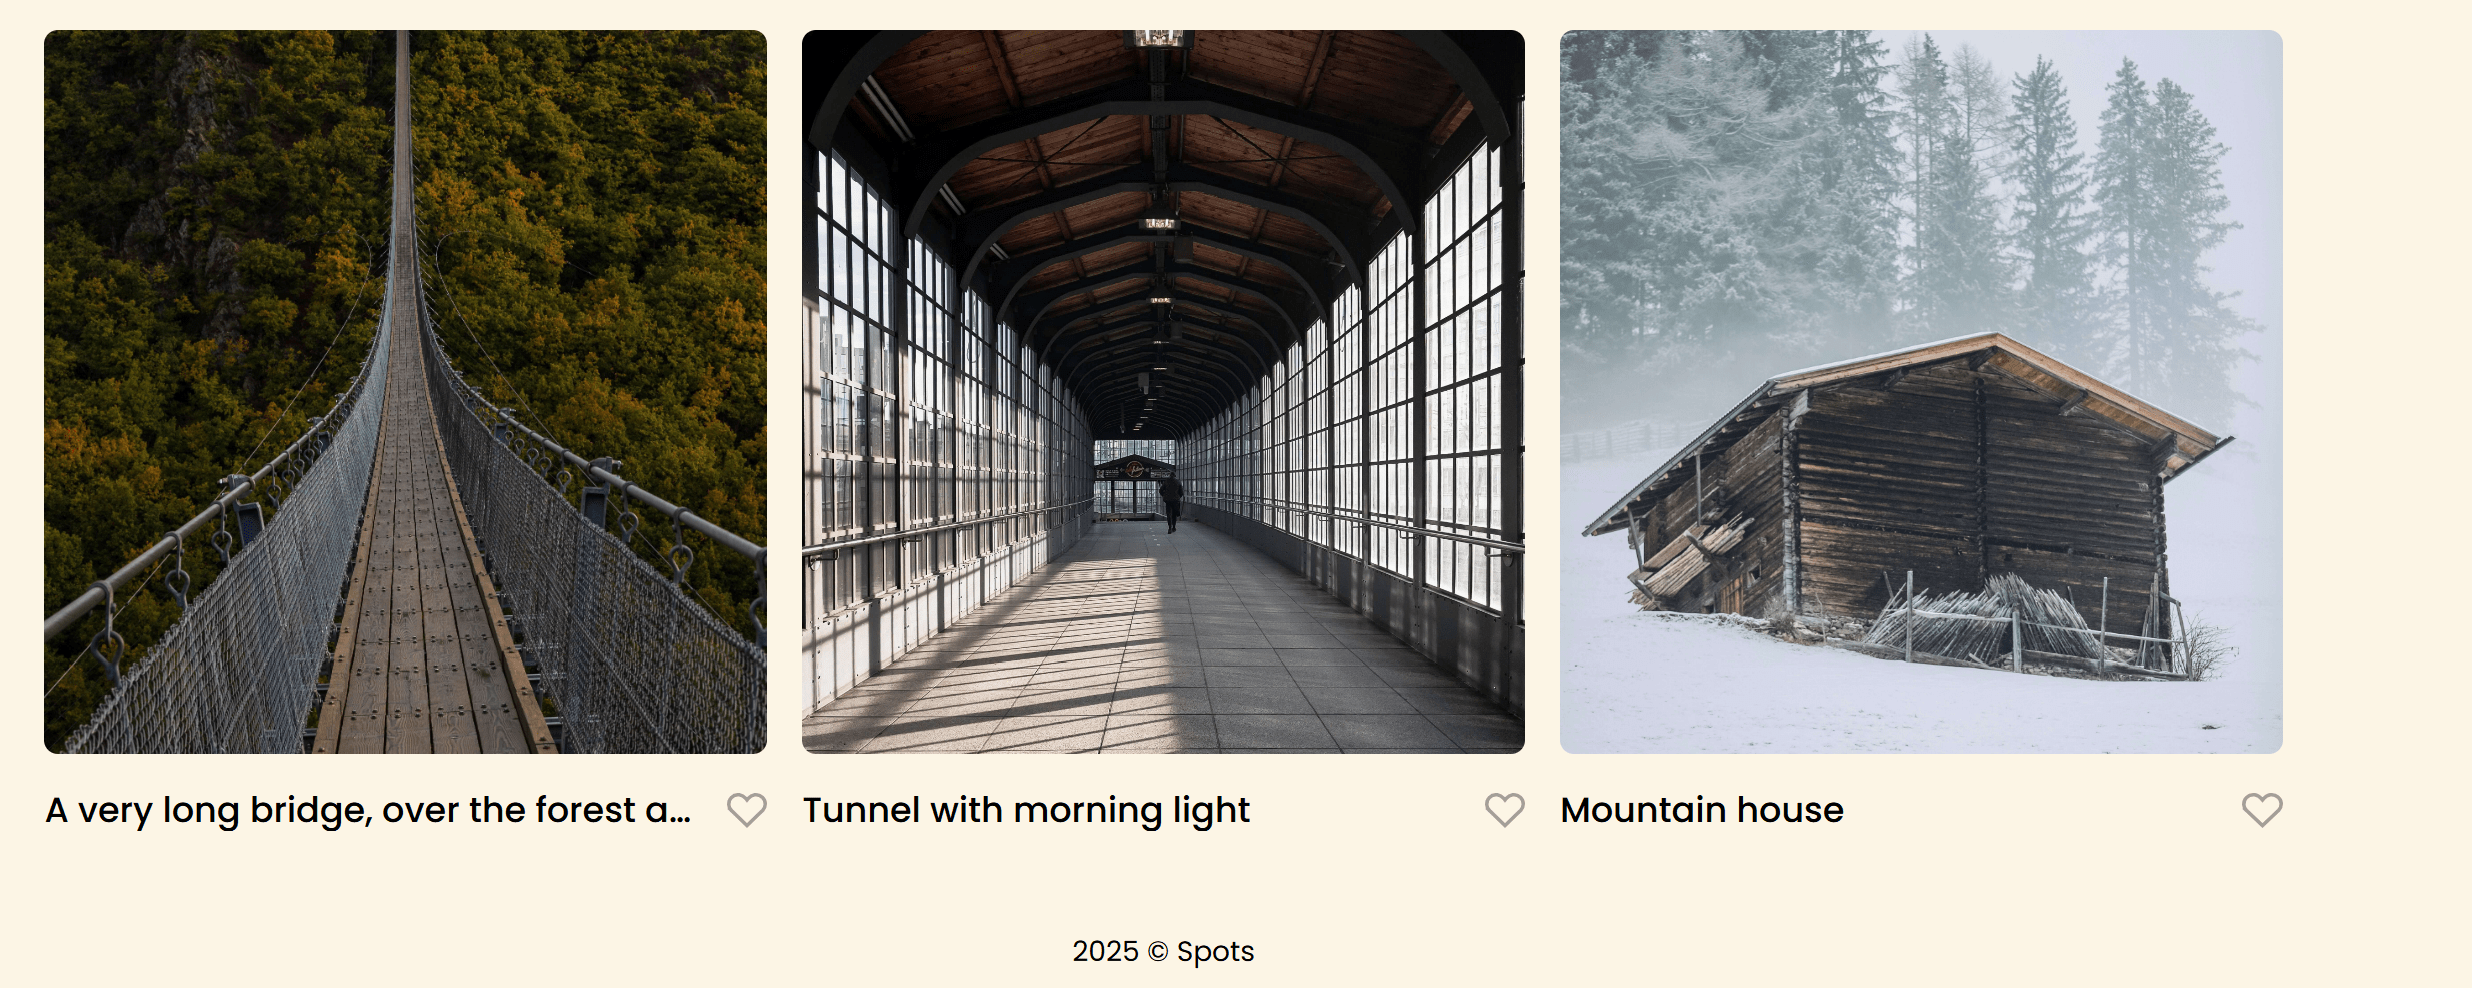 A very long bridge, over the forest a...
Tunnel with morning light
Mountain house
2025 © Spots